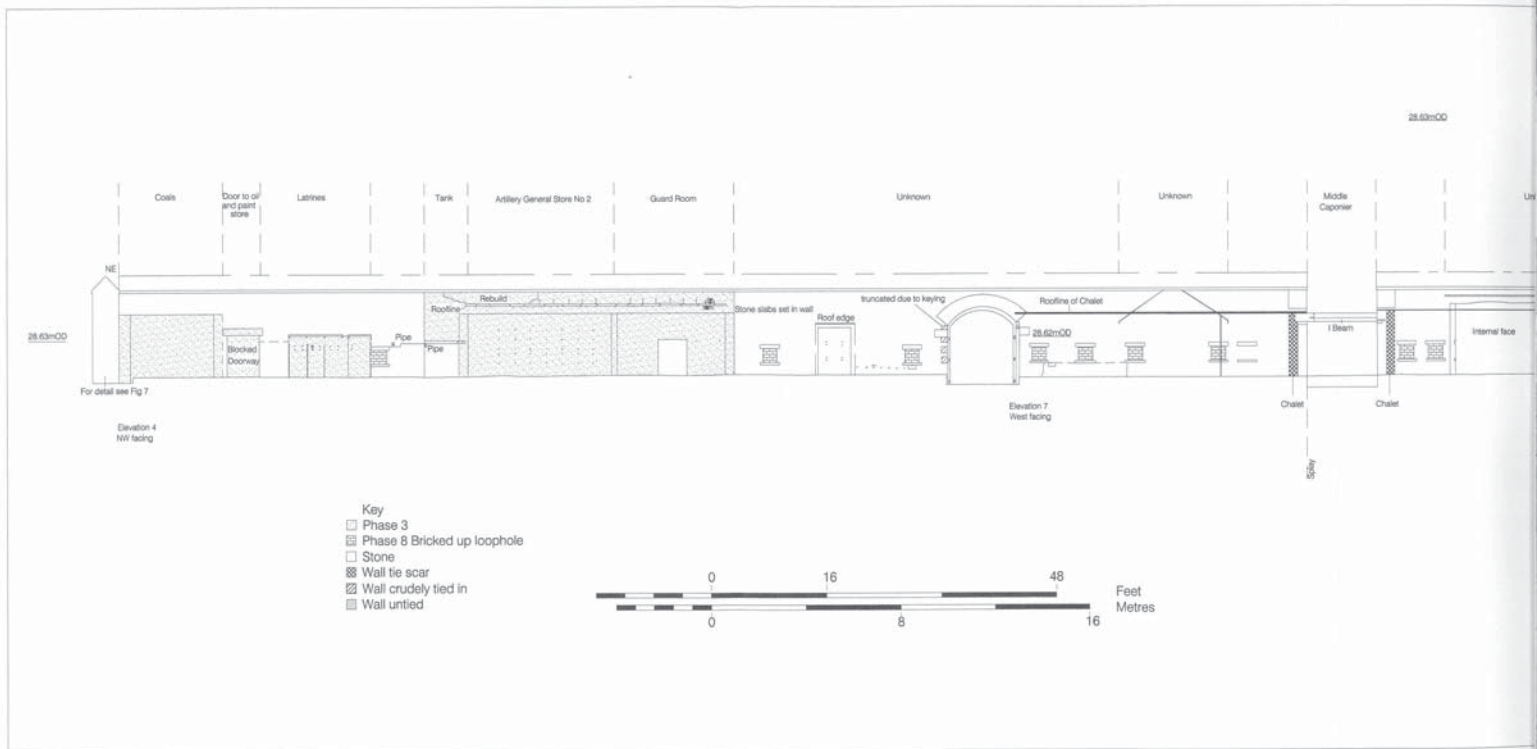 28.63mOD
Coals
Door to oil
and paint
store
Latrines
Tank
Artillery General Store No 2
Guard Room
Unknown
Unknown
Middle
Caponier
NE
Rebuild
Roofline
Stone slabs set in wall
truncated due to keying
Roofline of Chalet
Roof edge
28.62mOD
I Beam
Internal face
28.63mOD
Blocked
Doorway
Pipe
Pipe
For detail see Fig 7
Elevation 4
NW facing
Elevation 7
West facing
Chalet
Chalet
Splay
Key
Phase 3
Phase 8 Bricked up loophole
Stone
Wall tie scar
Wall crudely tied in
Wall untied
0 16 48
Feet
Metres
0 8 16